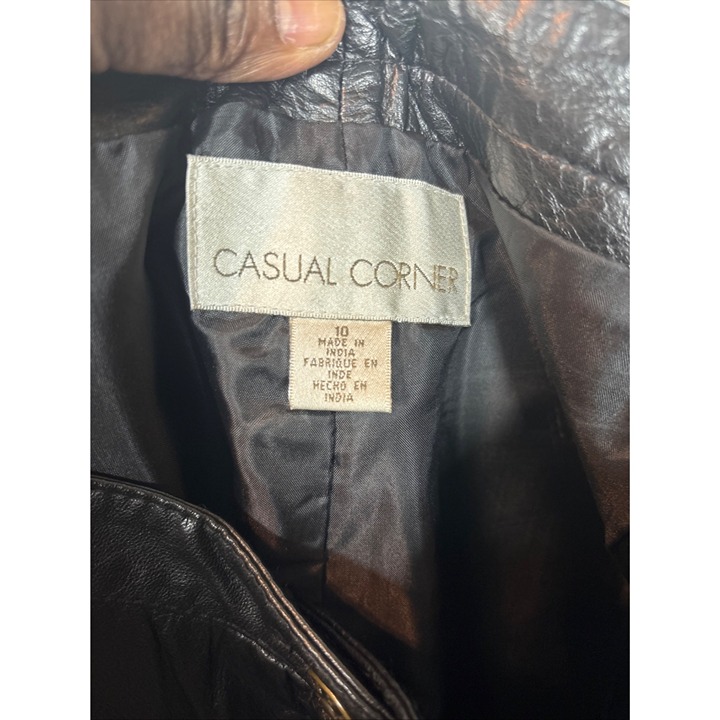 CASUAL CORNER
10
MADE IN
INDIA
FABRIQUE EN
INDE
HECHO EN
INDIA